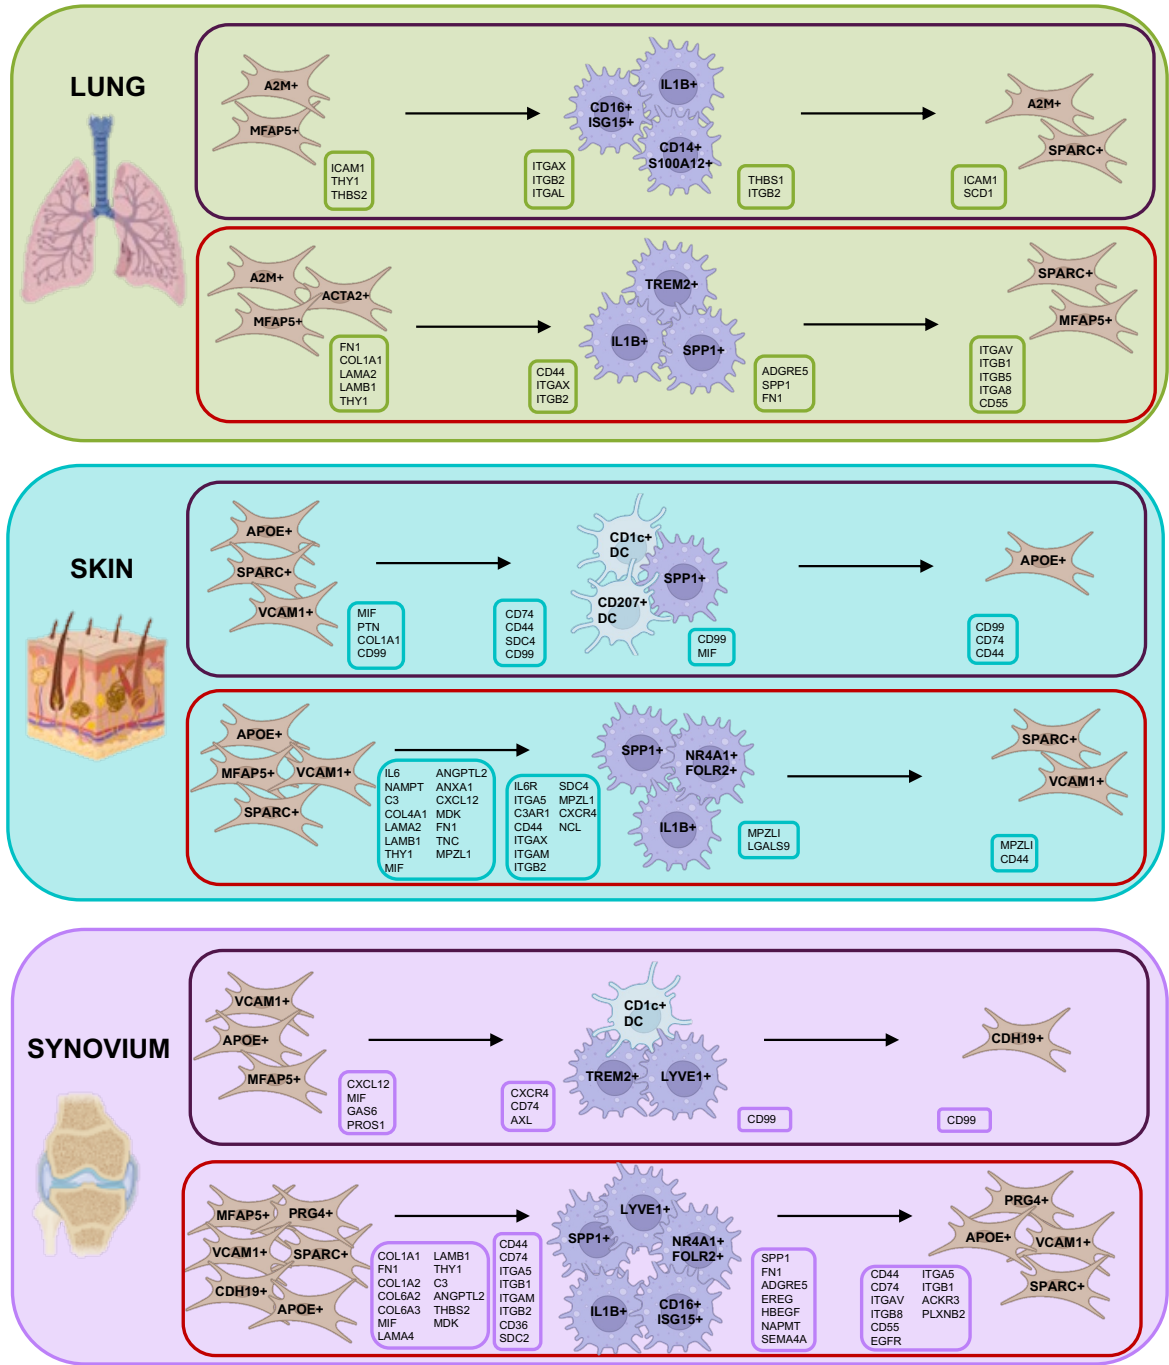 LUNG
A2M+
MFAP5+
ICAM1
THY1
THBS2
ITGAX
ITGB2
ITGAL
IL1B+
CD16+
ISG15+
CD14+
S100A12+
THBS1
ITGB2
A2M+
SPARC+
ICAM1
SCD1
A2M+
ACTA2+
MFAP5+
FN1
COL1A1
LAMA2
LAMB1
THY1
CD44
ITGAX
ITGB2
TREM2+
IL1B+
SPP1+
ADGRE5
SPP1
FN1
SPARC+
MFAP5+
ITGAV
ITGB1
ITGB5
ITGA8
CD55
SKIN
APOE+
SPARC+
VCAM1+
MIF
PTN
COL1A1
CD99
CD74
CD44
SDC4
CD99
CD1c+
DC
SPP1+
CD207+
DC
CD99
MIF
APOE+
CD99
CD74
CD44
APOE+
MFAP5+
VCAM1+
SPARC+
IL6 ANGPTL2
NAMPT ANXA1
C3 CXCL12
COL4A1 MDK
LAMA2 FN1
LAMB1 TNC
THY1 MPZL1
MIF
IL6R SDC4
ITGA5 MPZL1
C3AR1 CXCR4
CD44 NCL
ITGAX
ITGAM
ITGB2
SPP1+
NR4A1+
FOLR2+
IL1B+
MPZLI
LGALS9
SPARC+
VCAM1+
MPZLI
CD44
SYNOVIUM
VCAM1+
APOE+
MFAP5+
CXCL12
MIF
GAS6
PROS1
CXCR4
CD74
AXL
CD1c+
DC
TREM2+
LYVE1+
CD99
CDH19+
CD99
MFAP5+
PRG4+
VCAM1+
SPARC+
CDH19+
APOE+
COL1A1 LAMB1
FN1 THY1
COL1A2 C3
COL6A2 ANGPTL2
COL6A3 THBS2
MIF MDK
LAMA4
CD44
CD74
ITGA5
ITGB1
ITGAM
ITGB2
CD36
SDC2
LYVE1+
SPP1+
NR4A1+
FOLR2+
IL1B+
CD16+
ISG15+
SPP1
FN1
ADGRE5
EREG
HBEGF
NAPMT
SEMA4A
PRG4+
APOE+
VCAM1+
SPARC+
CD44 ITGA5
CD74 ITGB1
ITGAV ACKR3
ITGB8 PLXNB2
CD55
EGFR